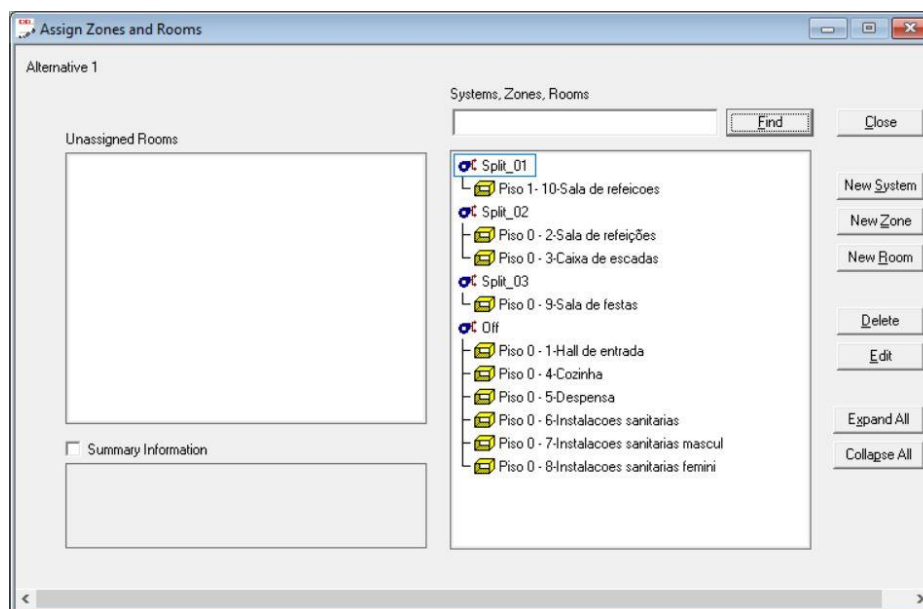 Assign Zones and Rooms
Alternative 1
Systems, Zones, Rooms
Find
Close
Unassigned Rooms
Split_01
Piso 1- 10-Sala de refeicoes
New System
Split_02
New Zone
Piso 0 - 2-Sala de refeições
Piso 0 - 3-Caixa de escadas
New Room
Split_03
Piso 0 - 9-Sala de festas
Delete
Off
Piso 0 - 1-Hall de entrada
Edit
Piso 0 - 4-Cozinha
Piso 0 - 5-Despensa
Piso 0 - 6-Instalacoes sanitarias
Expand All
Piso 0 - 7-Instalacoes sanitarias mascul
Summary Information
Collapse All
Piso 0 - 8-Instalacoes sanitarias femini